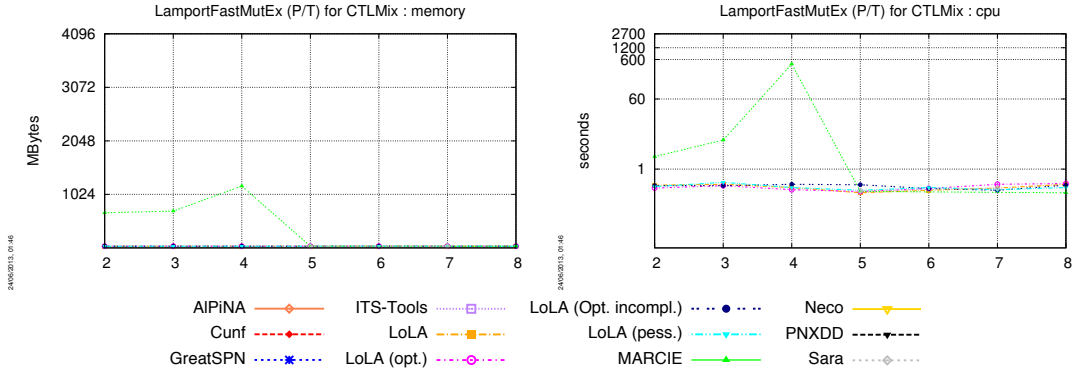 LamportFastMutEx (P/T) for CTLMix : memory
4096
3072
2048
1024
MBytes
2 3 4 5 6 7 8
24/06/2013, 01:46
LamportFastMutEx (P/T) for CTLMix : cpu
2700
1200
600
60
1
seconds
2 3 4 5 6 7 8
24/06/2013, 01:46
AlPiNA
Cunf
GreatSPN
ITS-Tools
LoLA
LoLA (opt.)
LoLA (Opt. incompl.)
LoLA (pess.)
MARCIE
Neco
PNXDD
Sara